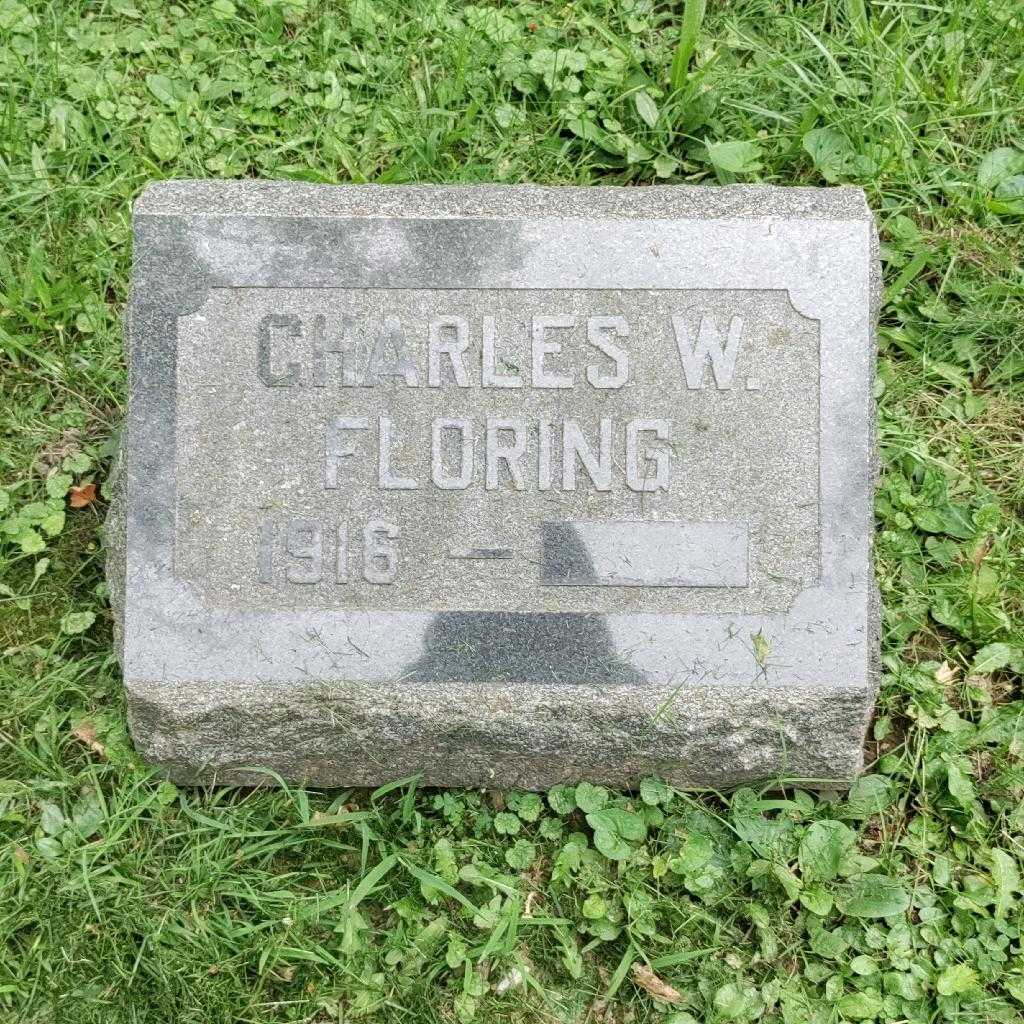 CHARLES W.
FLORING
1916 —